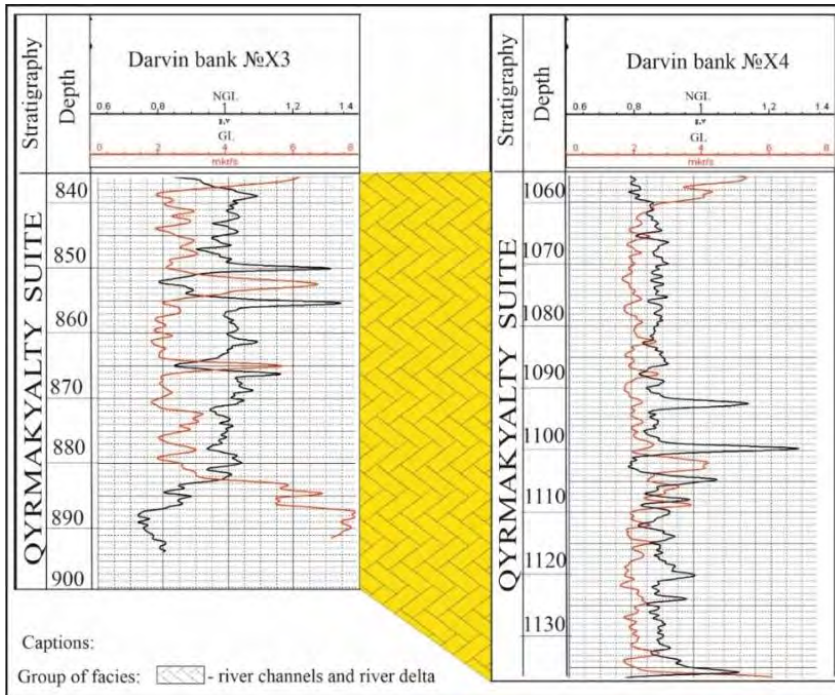 Stratigraphy
Depth
Darvin bank №X3
NGL
0.6 0,8 1 1,2 1.4
g.v
GL
2 4 6 8
mkr/s
QYRMAKYALTY SUITE
840
850
860
870
880
890
900
Stratigraphy
Depth
Darvin bank №X4
NGL
0.6 0.8 1 1,2 1.4
g.v
GL
2 4 6 8
mkr/s
QYRMAKYALTY SUITE
1060
1070
1080
1090
1100
1110
1120
1130
Captions:
Group of facies: - river channels and river delta